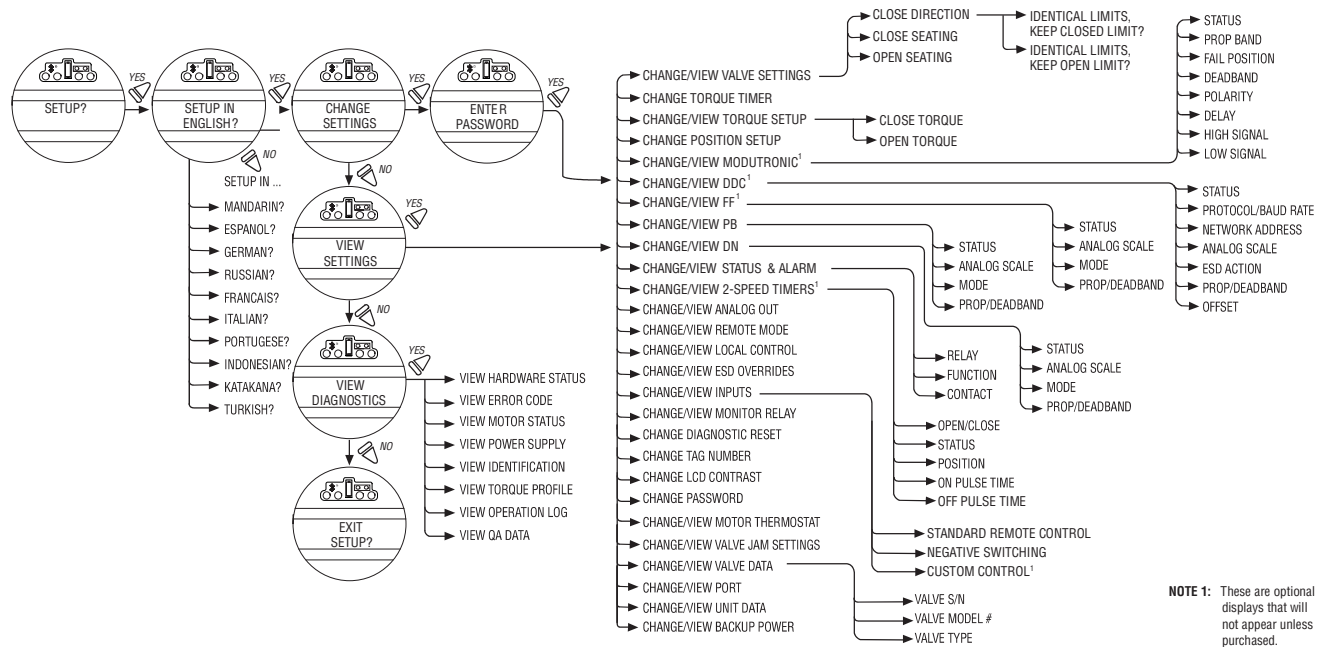 SETUP?
YES
SETUP IN
ENGLISH?
YES
NO
SETUP IN ...
MANDARIN?
ESPANOL?
GERMAN?
RUSSIAN?
FRANCAIS?
ITALIAN?
PORTUGESE?
INDONESIAN?
KATAKANA?
TURKISH?
CHANGE
SETTINGS
YES
NO
VIEW
SETTINGS
YES
NO
VIEW
DIAGNOSTICS
YES
NO
EXIT
SETUP?
ENTER
PASSWORD
YES
VIEW HARDWARE STATUS
VIEW ERROR CODE
VIEW MOTOR STATUS
VIEW POWER SUPPLY
VIEW IDENTIFICATION
VIEW TORQUE PROFILE
VIEW OPERATION LOG
VIEW QA DATA
CHANGE/VIEW VALVE SETTINGS
CHANGE TORQUE TIMER
CHANGE/VIEW TORQUE SETUP
CHANGE POSITION SETUP
CHANGE/VIEW MODUTRONIC¹
CHANGE/VIEW DDC¹
CHANGE/VIEW FF¹
CHANGE/VIEW PB
CHANGE/VIEW DN
CHANGE/VIEW STATUS & ALARM
CHANGE/VIEW 2-SPEED TIMERS¹
CHANGE/VIEW ANALOG OUT
CHANGE/VIEW REMOTE MODE
CHANGE/VIEW LOCAL CONTROL
CHANGE/VIEW ESD OVERRIDES
CHANGE/VIEW INPUTS
CHANGE/VIEW MONITOR RELAY
CHANGE DIAGNOSTIC RESET
CHANGE TAG NUMBER
CHANGE LCD CONTRAST
CHANGE PASSWORD
CHANGE/VIEW MOTOR THERMOSTAT
CHANGE/VIEW VALVE JAM SETTINGS
CHANGE/VIEW VALVE DATA
CHANGE/VIEW PORT
CHANGE/VIEW UNIT DATA
CHANGE/VIEW BACKUP POWER
CLOSE DIRECTION
CLOSE SEATING
OPEN SEATING
IDENTICAL LIMITS,
KEEP CLOSED LIMIT?
IDENTICAL LIMITS,
KEEP OPEN LIMIT?
CLOSE TORQUE
OPEN TORQUE
STATUS
PROP BAND
FAIL POSITION
DEADBAND
POLARITY
DELAY
HIGH SIGNAL
LOW SIGNAL
STATUS
PROTOCOL/BAUD RATE
NETWORK ADDRESS
ANALOG SCALE
ESD ACTION
PROP/DEADBAND
OFFSET
STATUS
ANALOG SCALE
MODE
PROP/DEADBAND
STATUS
ANALOG SCALE
MODE
PROP/DEADBAND
STATUS
ANALOG SCALE
MODE
PROP/DEADBAND
RELAY
FUNCTION
CONTACT
OPEN/CLOSE
STATUS
POSITION
ON PULSE TIME
OFF PULSE TIME
STANDARD REMOTE CONTROL
NEGATIVE SWITCHING
CUSTOM CONTROL¹
VALVE S/N
VALVE MODEL #
VALVE TYPE
NOTE 1: These are optional
displays that will
not appear unless
purchased.